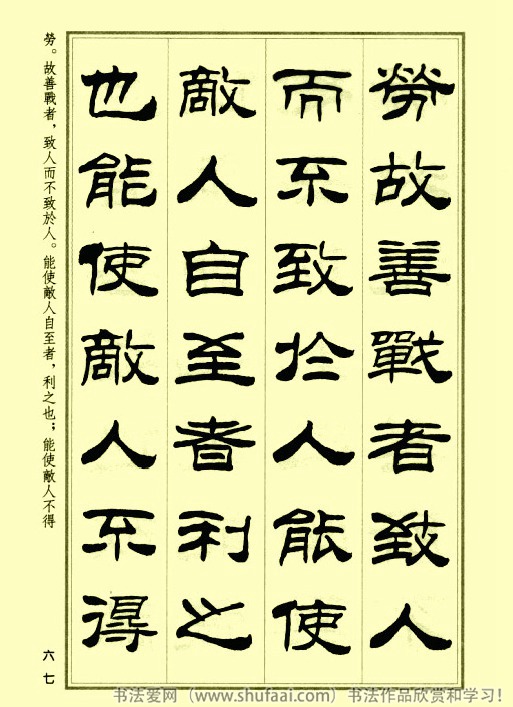 勞故善戰者致人
而不致於人能使
敵人自至者利之
也能使敵人不得
勞。故善戰者，致人而不致於人。能使敵人自至者，利之也；能使敵人不得
六七
书法爱网（www.shufaai.com）书法作品欣赏和学习！